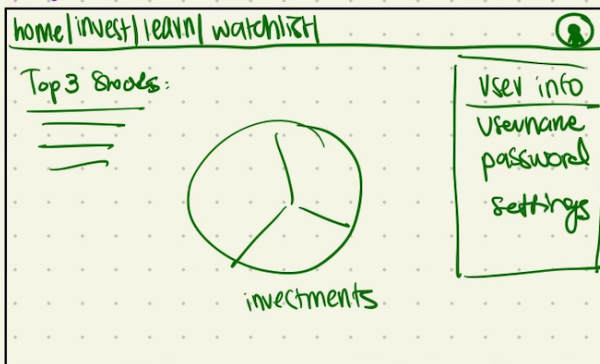 home|invest|learn|watchlist|
Top 3 Stocks:
user info
username
password
settings
investments